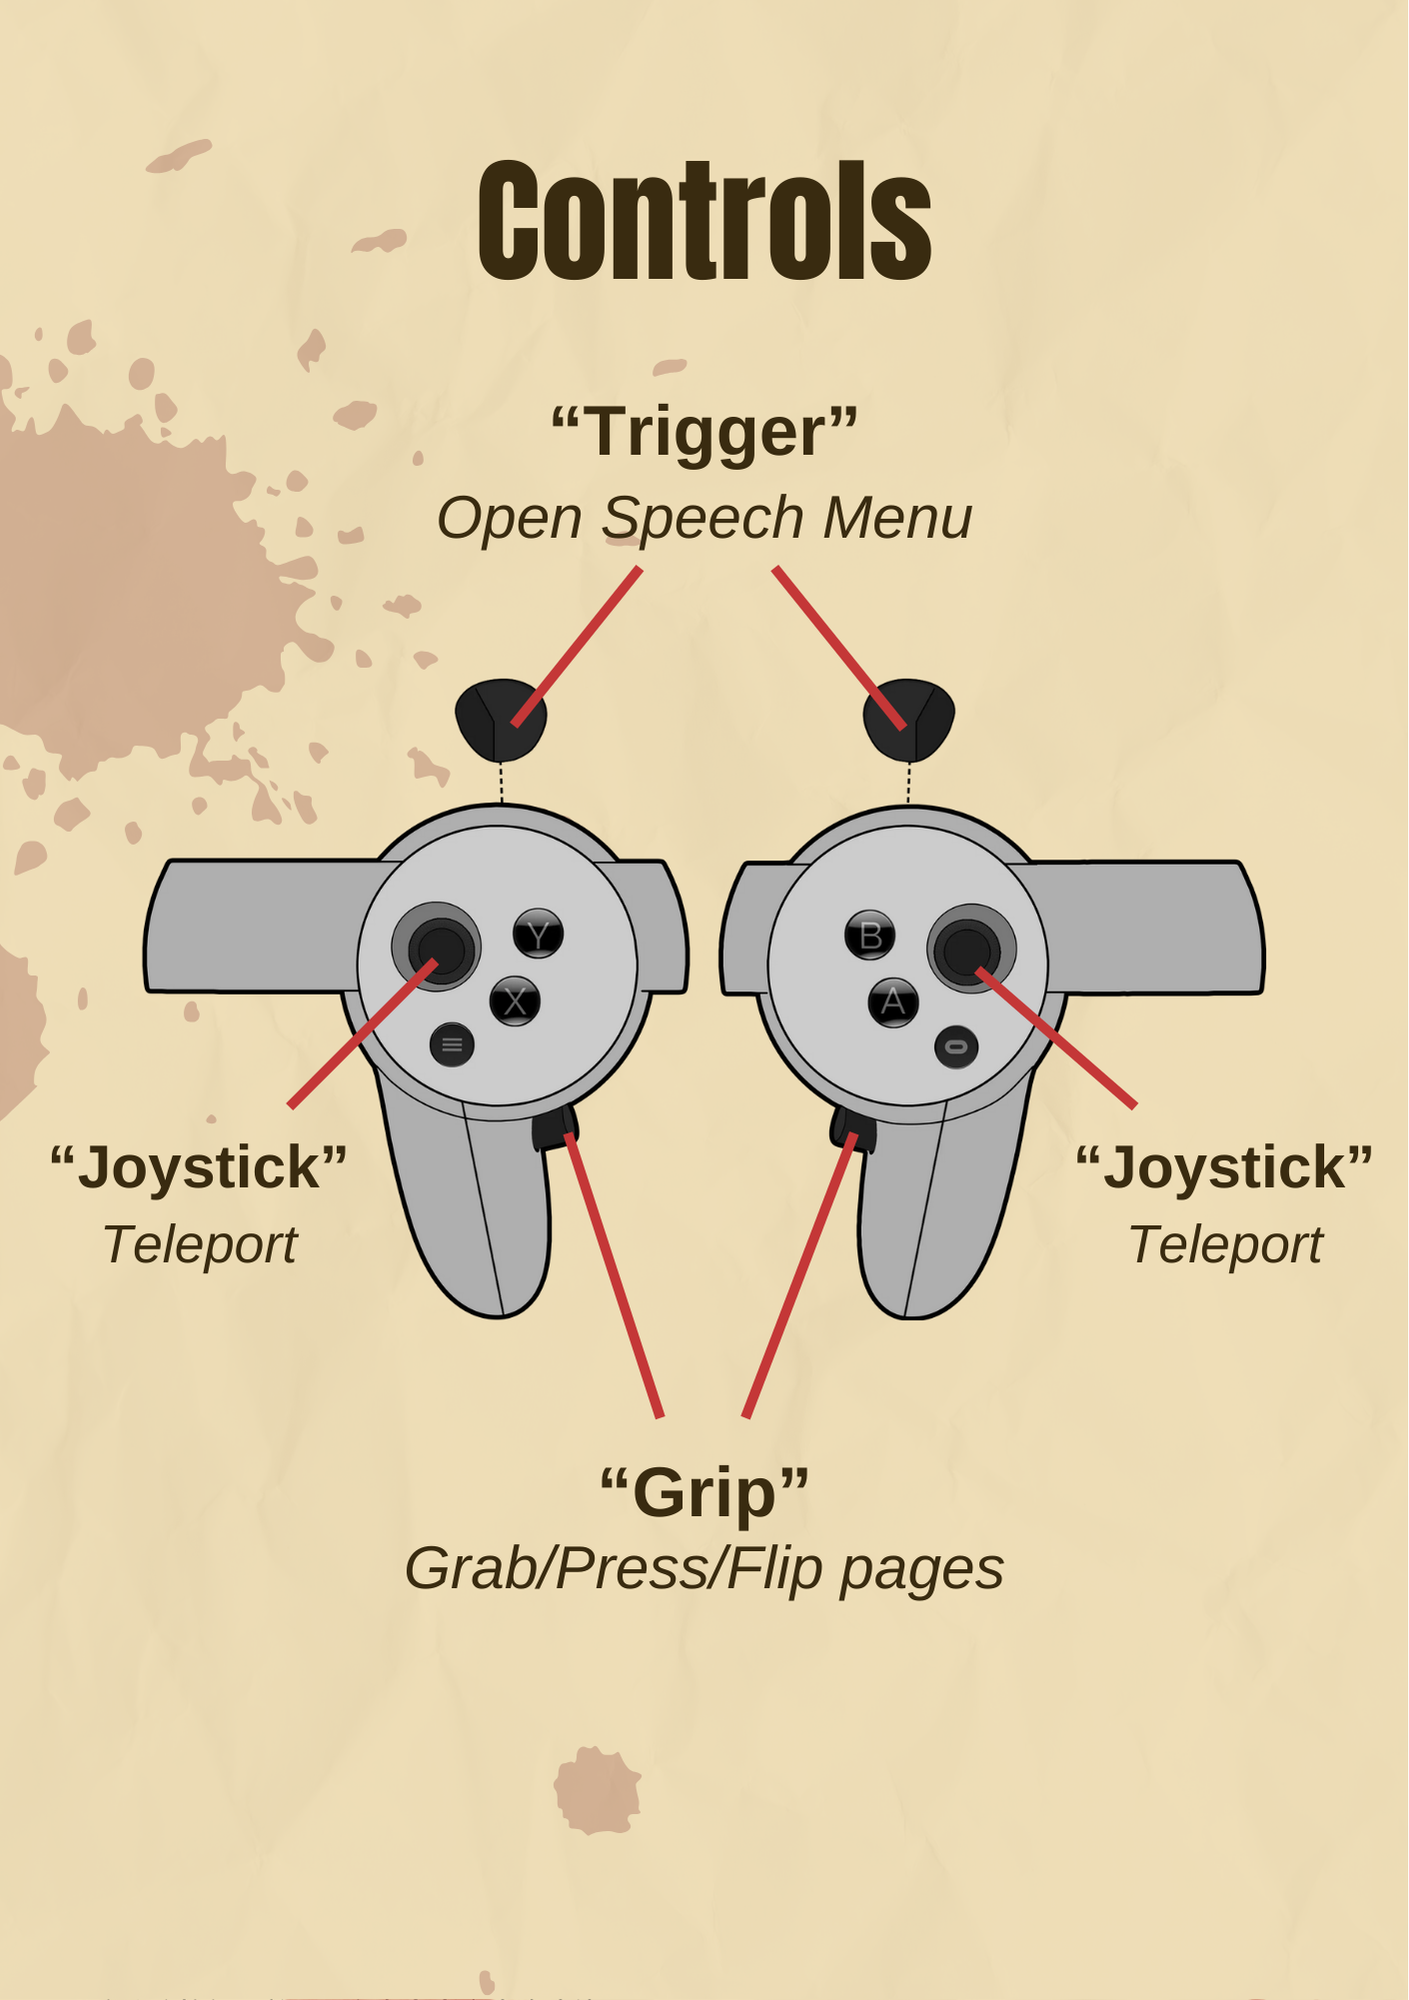 Controls
“Trigger”
Open Speech Menu
Y
B
X
A
“Joystick”
“Joystick”
Teleport
Teleport
“Grip”
Grab/Press/Flip pages